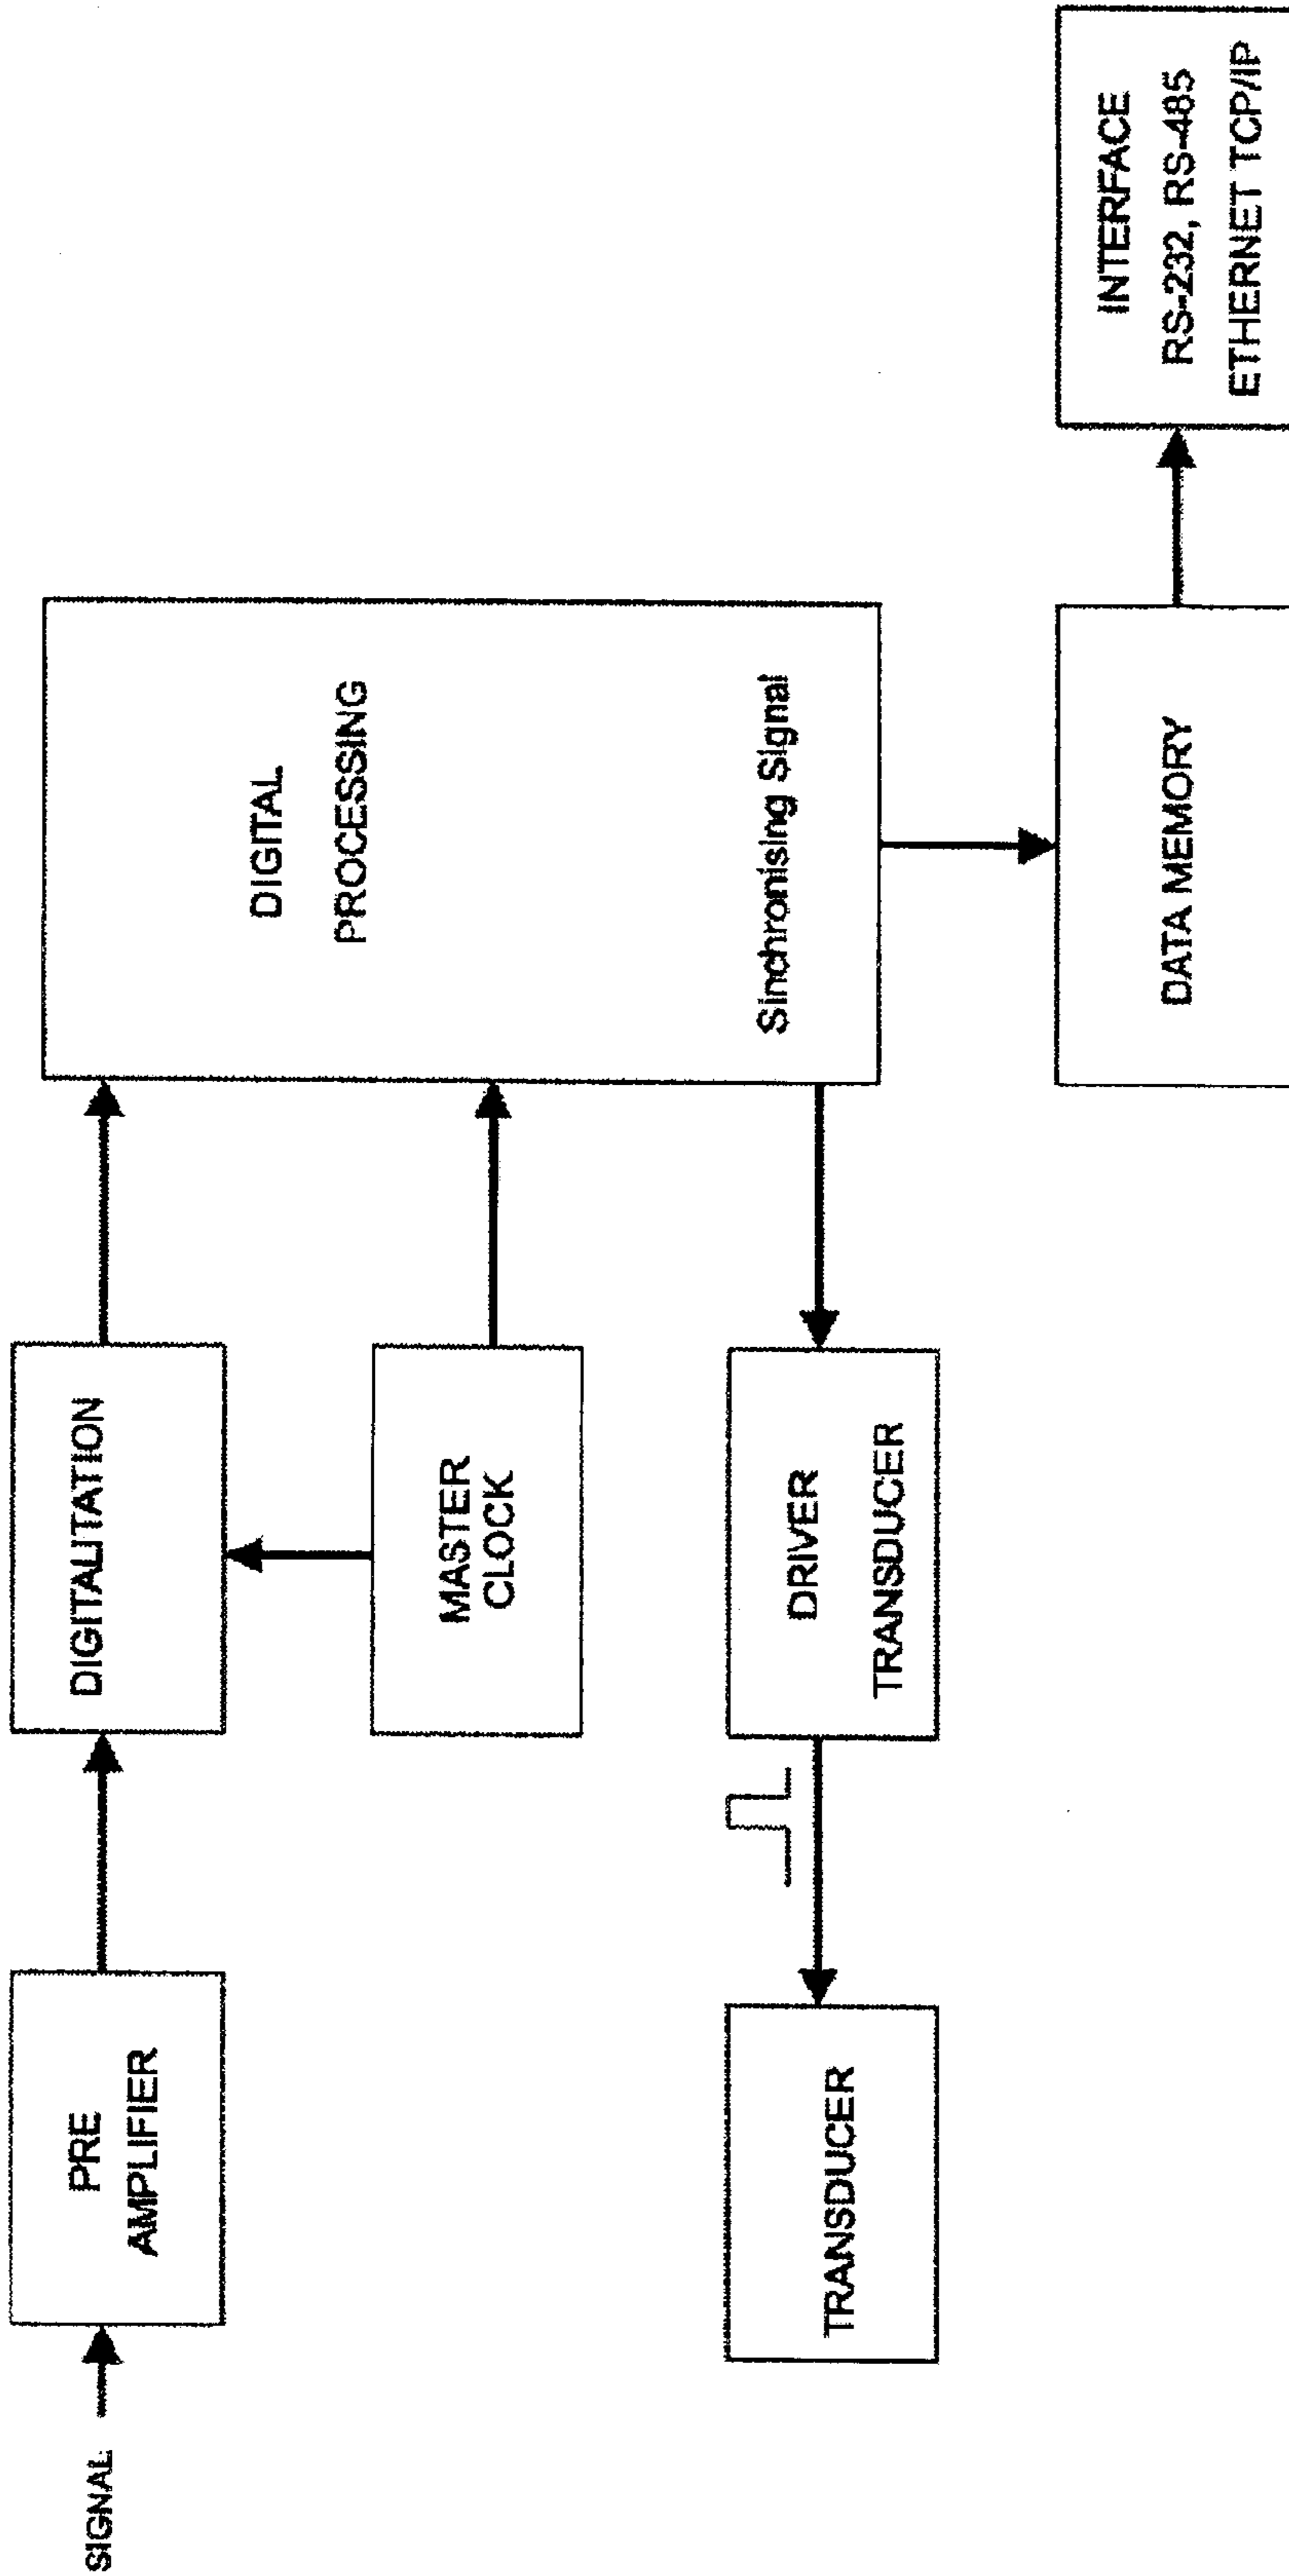 SIGNAL
PRE
AMPLIFIER
DIGITALITATION
MASTER
CLOCK
DIGITAL
PROCESSING
Sinchronising Signal
DRIVER
TRANSDUCER
TRANSDUCER
DATA MEMORY
INTERFACE
RS-232, RS-485
ETHERNET TCP/IP